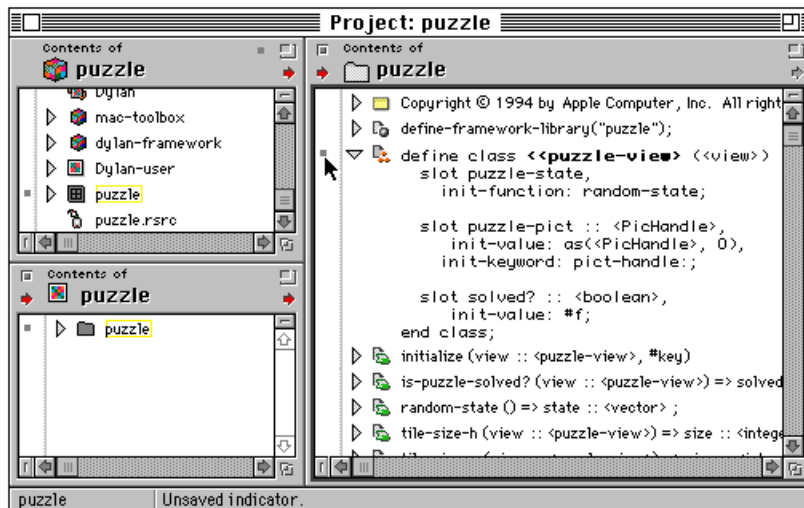 Project: puzzle
Contents of
puzzle
Dylan
mac-toolbox
dylan-framework
Dylan-user
puzzle
puzzle.rsrc
Contents of
puzzle
puzzle
Contents of
puzzle
Copyright © 1994 by Apple Computer, Inc. All right
define-framework-library("puzzle");
define class <<puzzle-view> (<view>)
slot puzzle-state,
init-function: random-state;
slot puzzle-pict :: <PicHandle>,
init-value: as(<PicHandle>, 0),
init-keyword: pict-handle:;
slot solved? :: <boolean>,
init-value: #f;
end class;
initialize (view :: <puzzle-view>, #key)
is-puzzle-solved? (view :: <puzzle-view>) => solved
random-state () => state :: <vector> ;
tile-size-h (view :: <puzzle-view>) => size :: <intege
puzzle
Unsaved indicator.